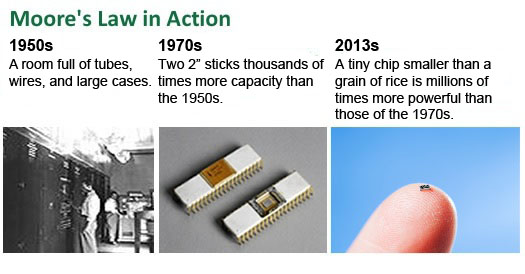 Moore's Law in Action
1950s
A room full of tubes,
wires, and large cases.
1970s
Two 2” sticks thousands of
times more capacity than
the 1950s.
2013s
A tiny chip smaller than a
grain of rice is millions of
times more powerful than
those of the 1970s.